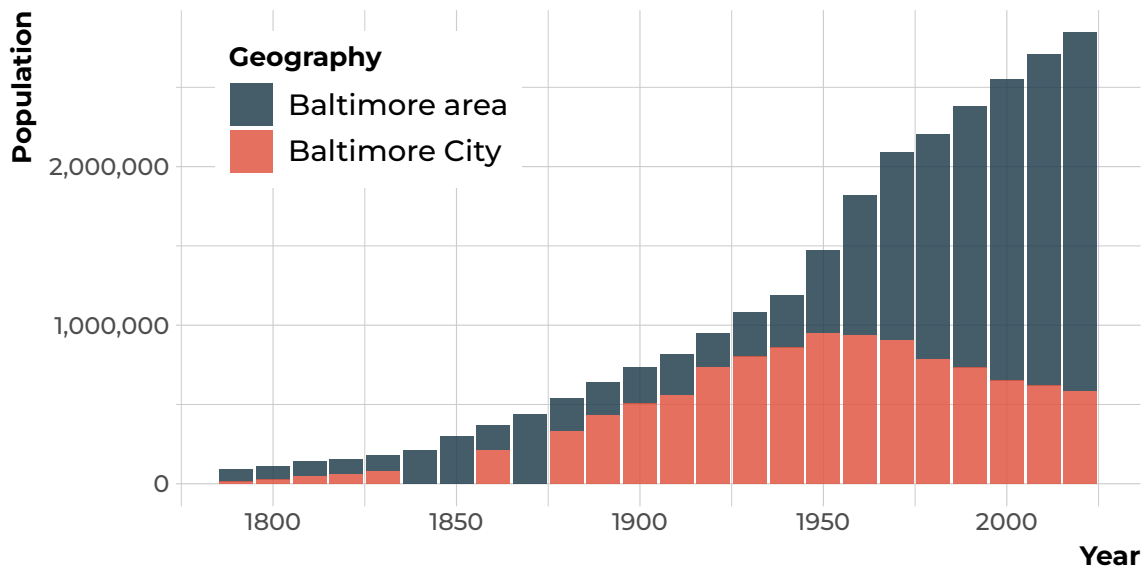 Population
Geography
Baltimore area
Baltimore City
2,000,000
1,000,000
0
1800
1850
1900
1950
2000
Year